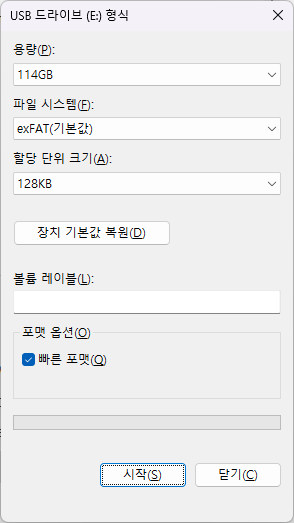 USB 드라이브 (E:) 형식
용량(P):
114GB
파일 시스템(F):
exFAT(기본값)
할당 단위 크기(A):
128KB
장치 기본값 복원(D)
볼륨 레이블(L):
포맷 옵션(O)
빠른 포맷(Q)
시작(S)
닫기(C)